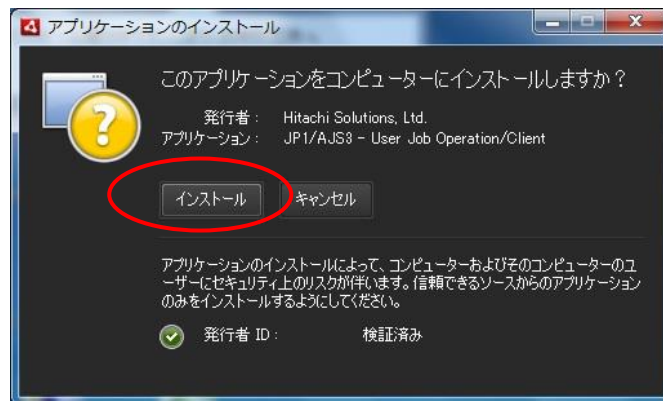 アプリケーションのインストール
このアプリケーションをコンピューターにインストールしますか？
発行者： Hitachi Solutions, Ltd.
アプリケーション： JP1/AJS3 - User Job Operation/Client
インストール キャンセル
アプリケーションのインストールによって、コンピューターおよびそのコンピューターのユ
ーザーにセキュリティ上のリスクが伴います。信頼できるソースからのアプリケーション
のみをインストールするようにしてください。
発行者 ID： 検証済み